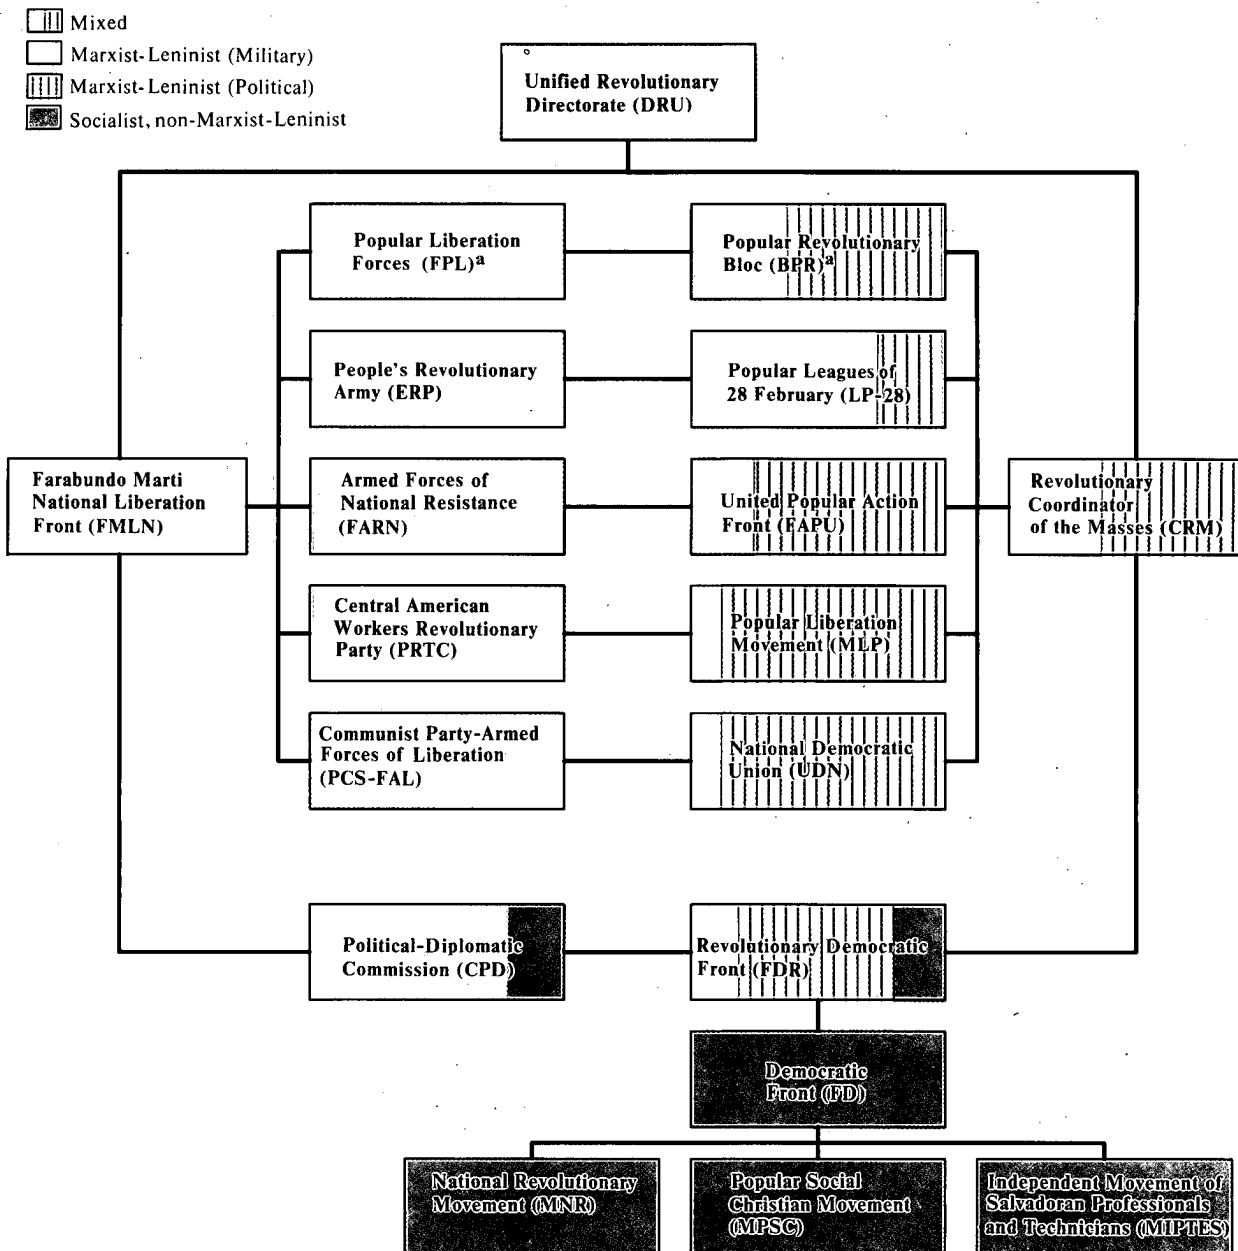 Mixed
Marxist-Leninist (Military)
Marxist-Leninist (Political)
Socialist, non-Marxist-Leninist
Unified Revolutionary
Directorate (DRU)
Popular Liberation
Forces (FPL)a
Popular Revolutionary
Bloc (BPR)a
People's Revolutionary
Army (ERP)
Popular Leagues of
28 February (LP-28)
Farabundo Marti
National Liberation
Front (FMLN)
Armed Forces of
National Resistance
(FARN)
United Popular Action
Front (FAPU)
Revolutionary
Coordinator
of the Masses (CRM)
Central American
Workers Revolutionary
Party (PRTC)
Popular Liberation
Movement (MLP)
Communist Party-Armed
Forces of Liberation
(PCS-FAL)
National Democratic
Union (UDN)
Political-Diplomatic
Commission (CPD)
Revolutionary Democratic
Front (FDR)
Democratic
Front (FD)
National Revolutionary
Movement (MNR)
Popular Social
Christian Movement
(MPSC)
Independent Movement of
Salvadoran Professionals
and Technicians (MIPTES)